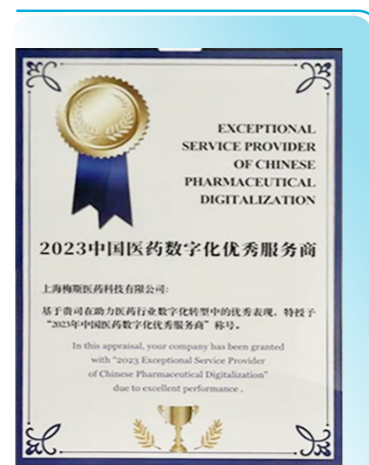 EXCEPTIONAL
SERVICE PROVIDER
OF CHINESE
PHARMACEUTICAL
DIGITALIZATION
2023中国医药数字化优秀服务商
上海梅斯医药科技有限公司:
基于贵司在助力医药行业数字化转型中的优秀表现，特授予
“2023年中国医药数字化优秀服务商”称号。
In this appraisal, your company has been granted
with “2023 Exceptional Service Provider
of Chinese Pharmaceutical Digitalization”
due to excellent performance .